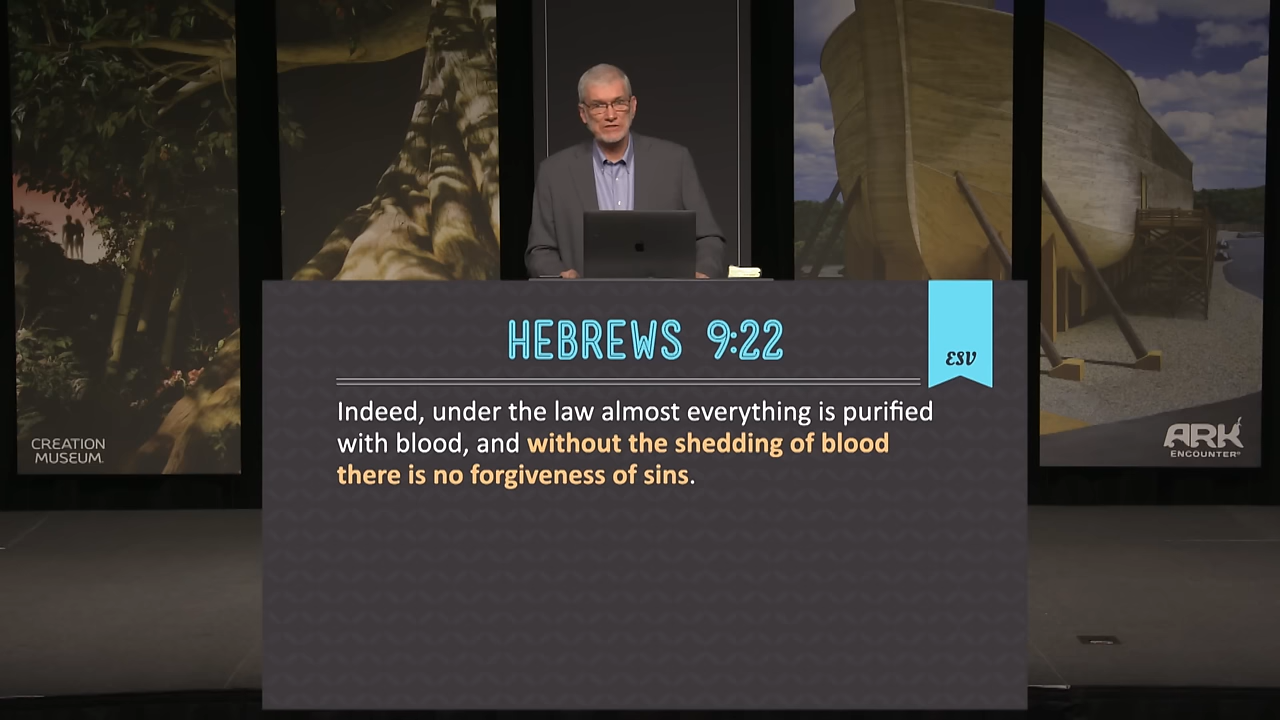 HEBREWS 9:22
ESV
Indeed, under the law almost everything is purified
with blood, and without the shedding of blood
there is no forgiveness of sins.
CREATION
MUSEUM.
ARK
ENCOUNTER®